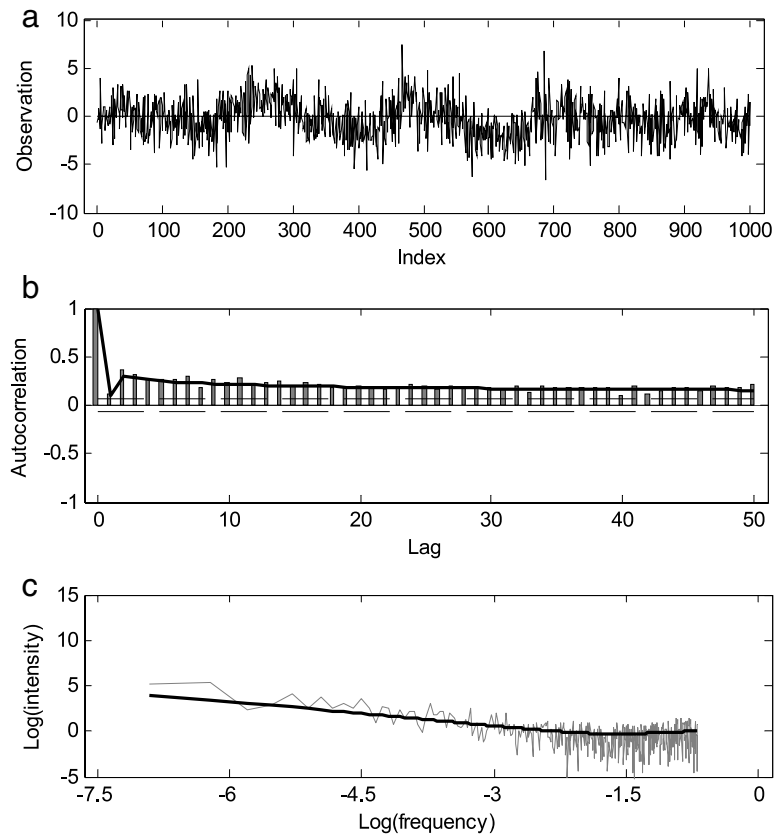 a
10
5
0
-5
-10
Observation
0 100 200 300 400 500 600 700 800 900 1000
Index
b
1
0.5
0
-0.5
-1
Autocorrelation
0 10 20 30 40 50
Lag
c
15
10
5
0
-5
Log(intensity)
-7.5 -6 -4.5 -3 -1.5 0
Log(frequency)